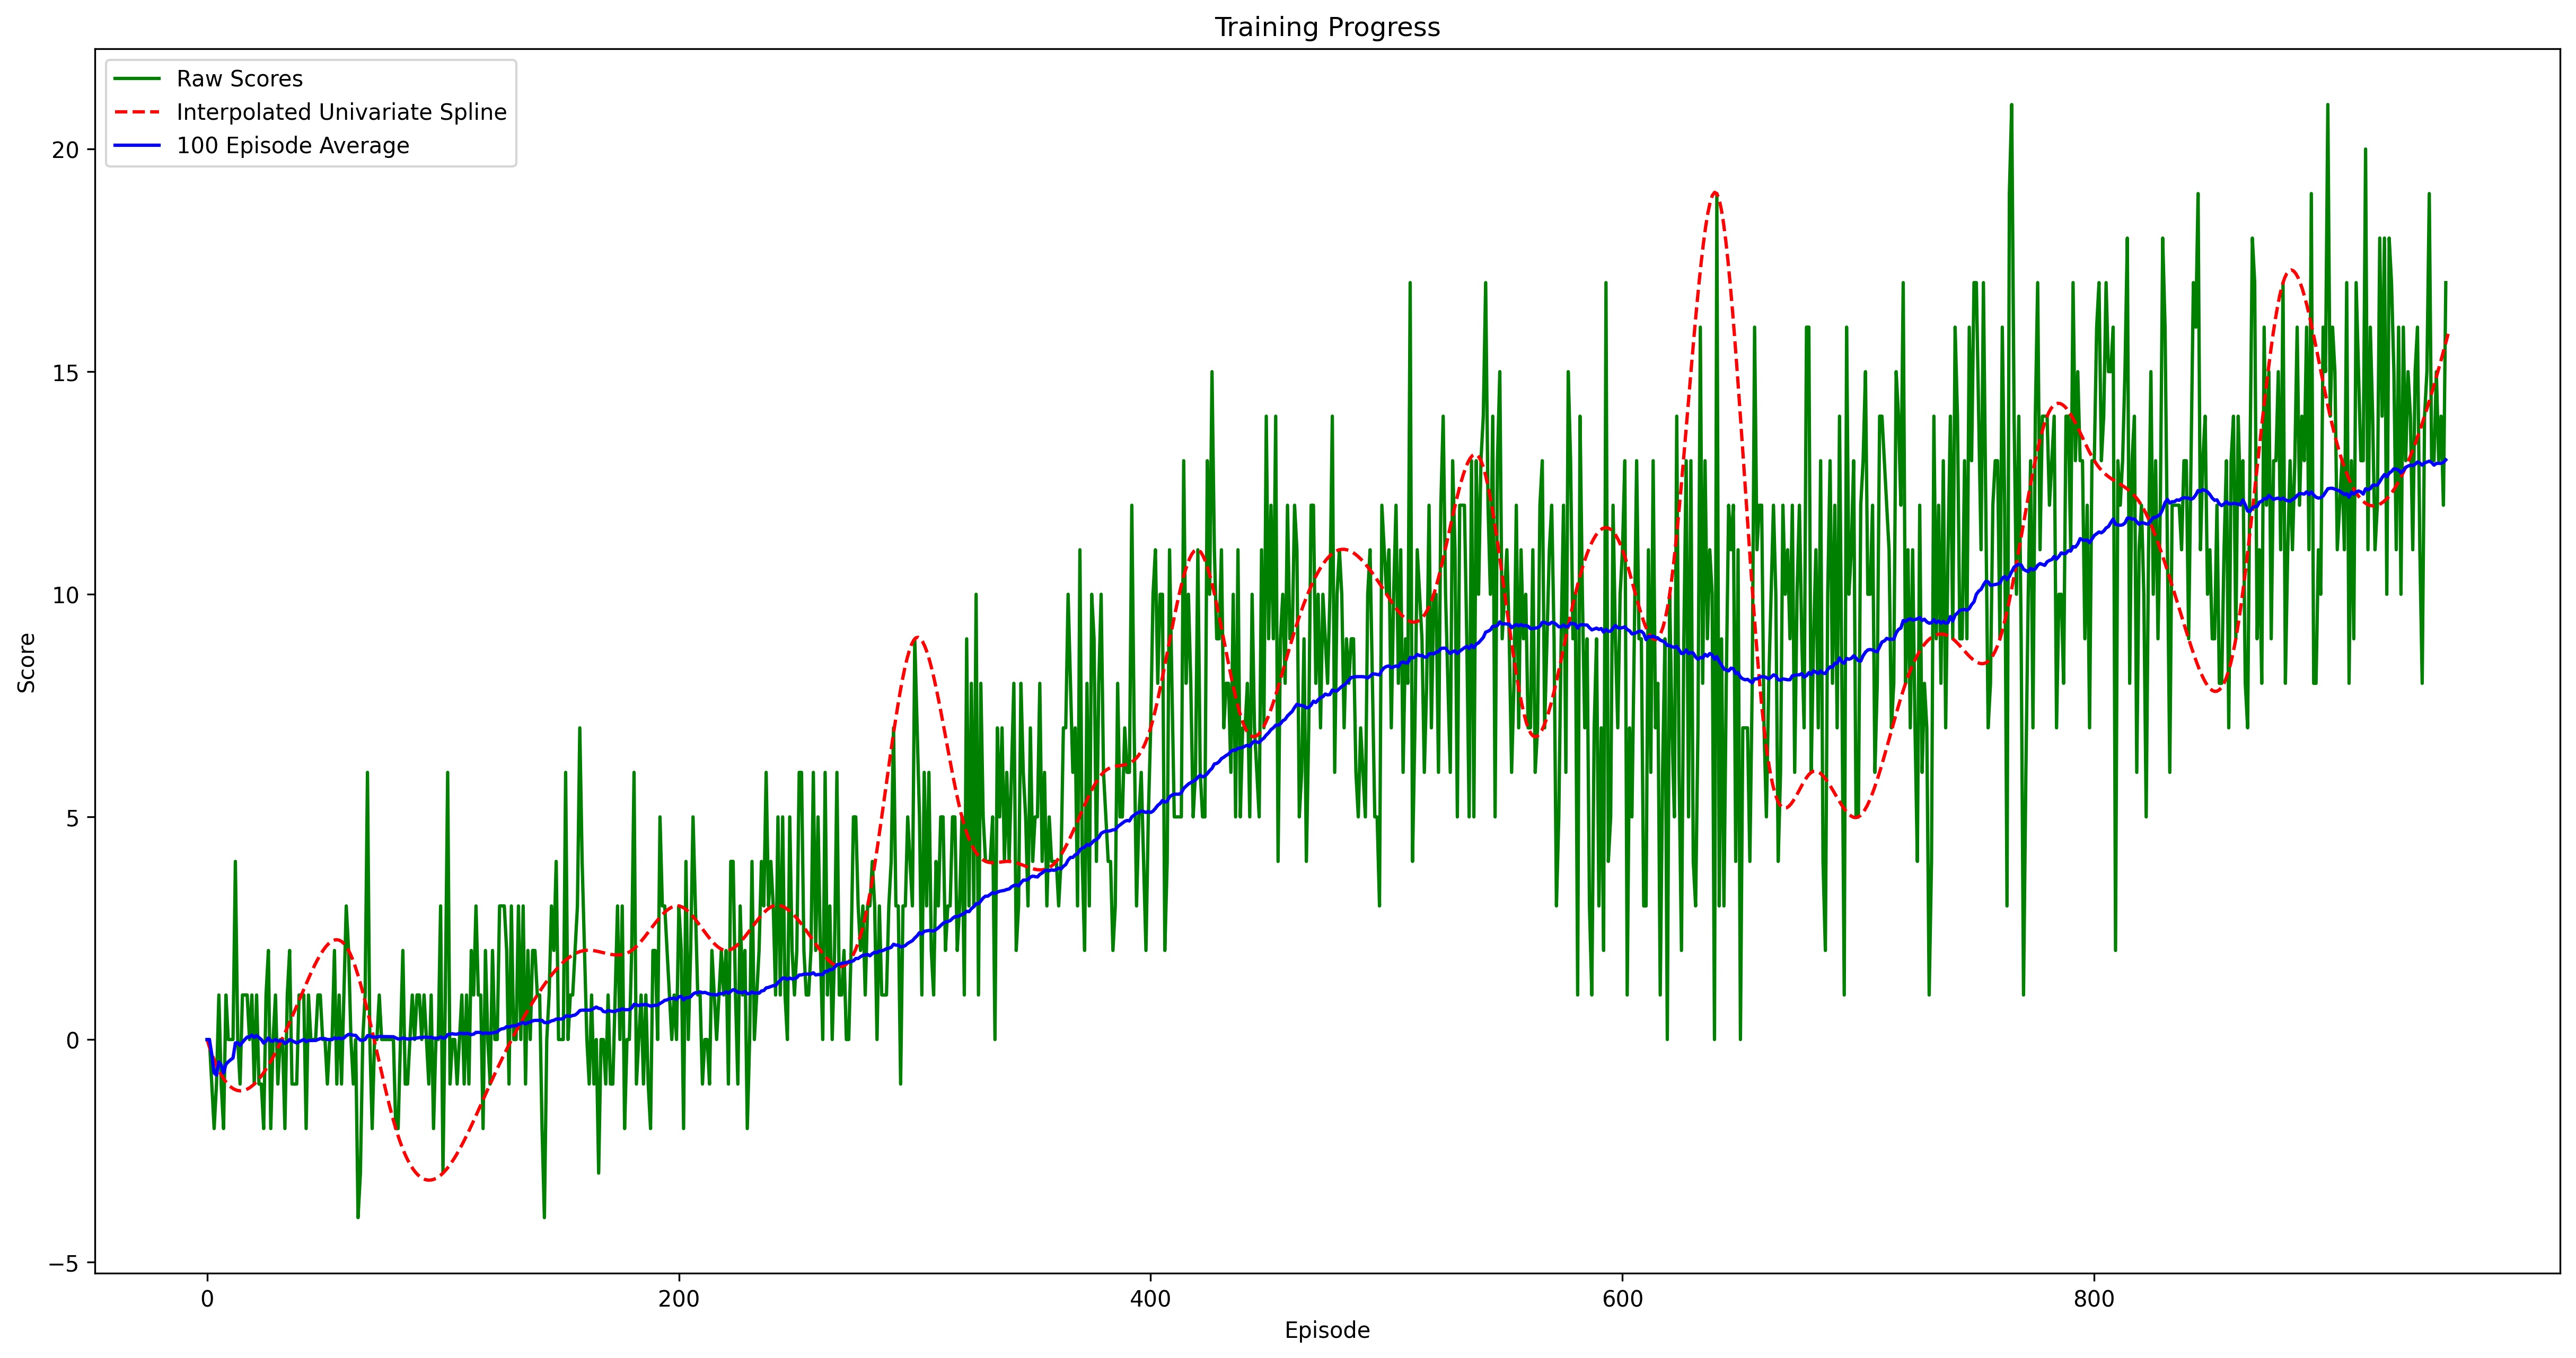 Training Progress
Raw Scores
Interpolated Univariate Spline
100 Episode Average
Score
20
15
10
5
0
−5
0 200 400 600 800
Episode